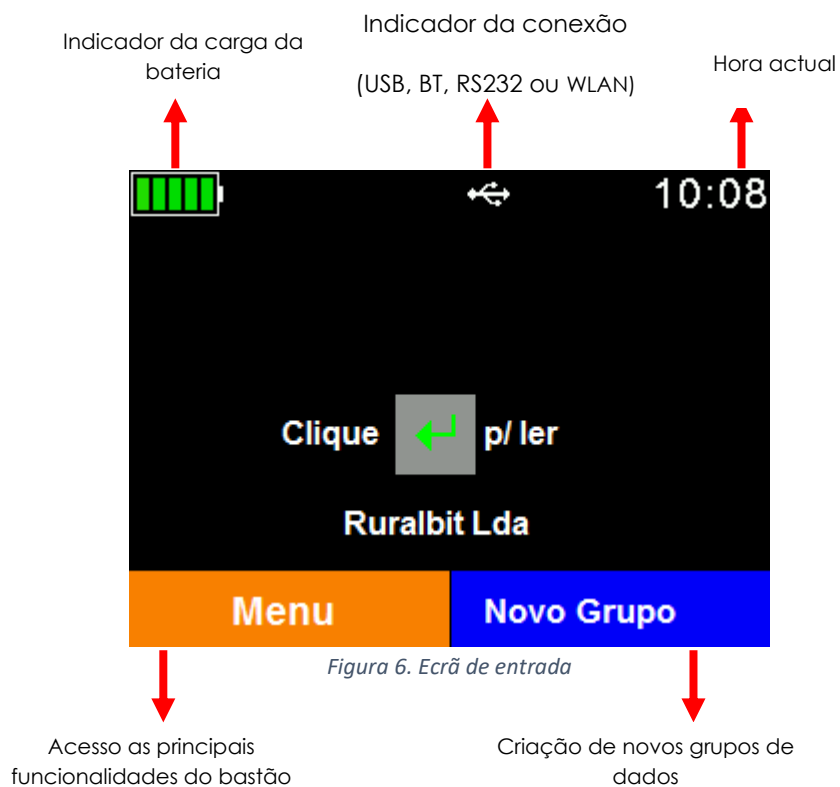 Indicador da carga da
bateria
Indicador da conexão
(USB, BT, RS232 ou WLAN)
Hora actual
10:08
Clique
p/ ler
Ruralbit Lda
Menu
Novo Grupo
Figura 6. Ecrã de entrada
Acesso as principais
funcionalidades do bastão
Criação de novos grupos de
dados